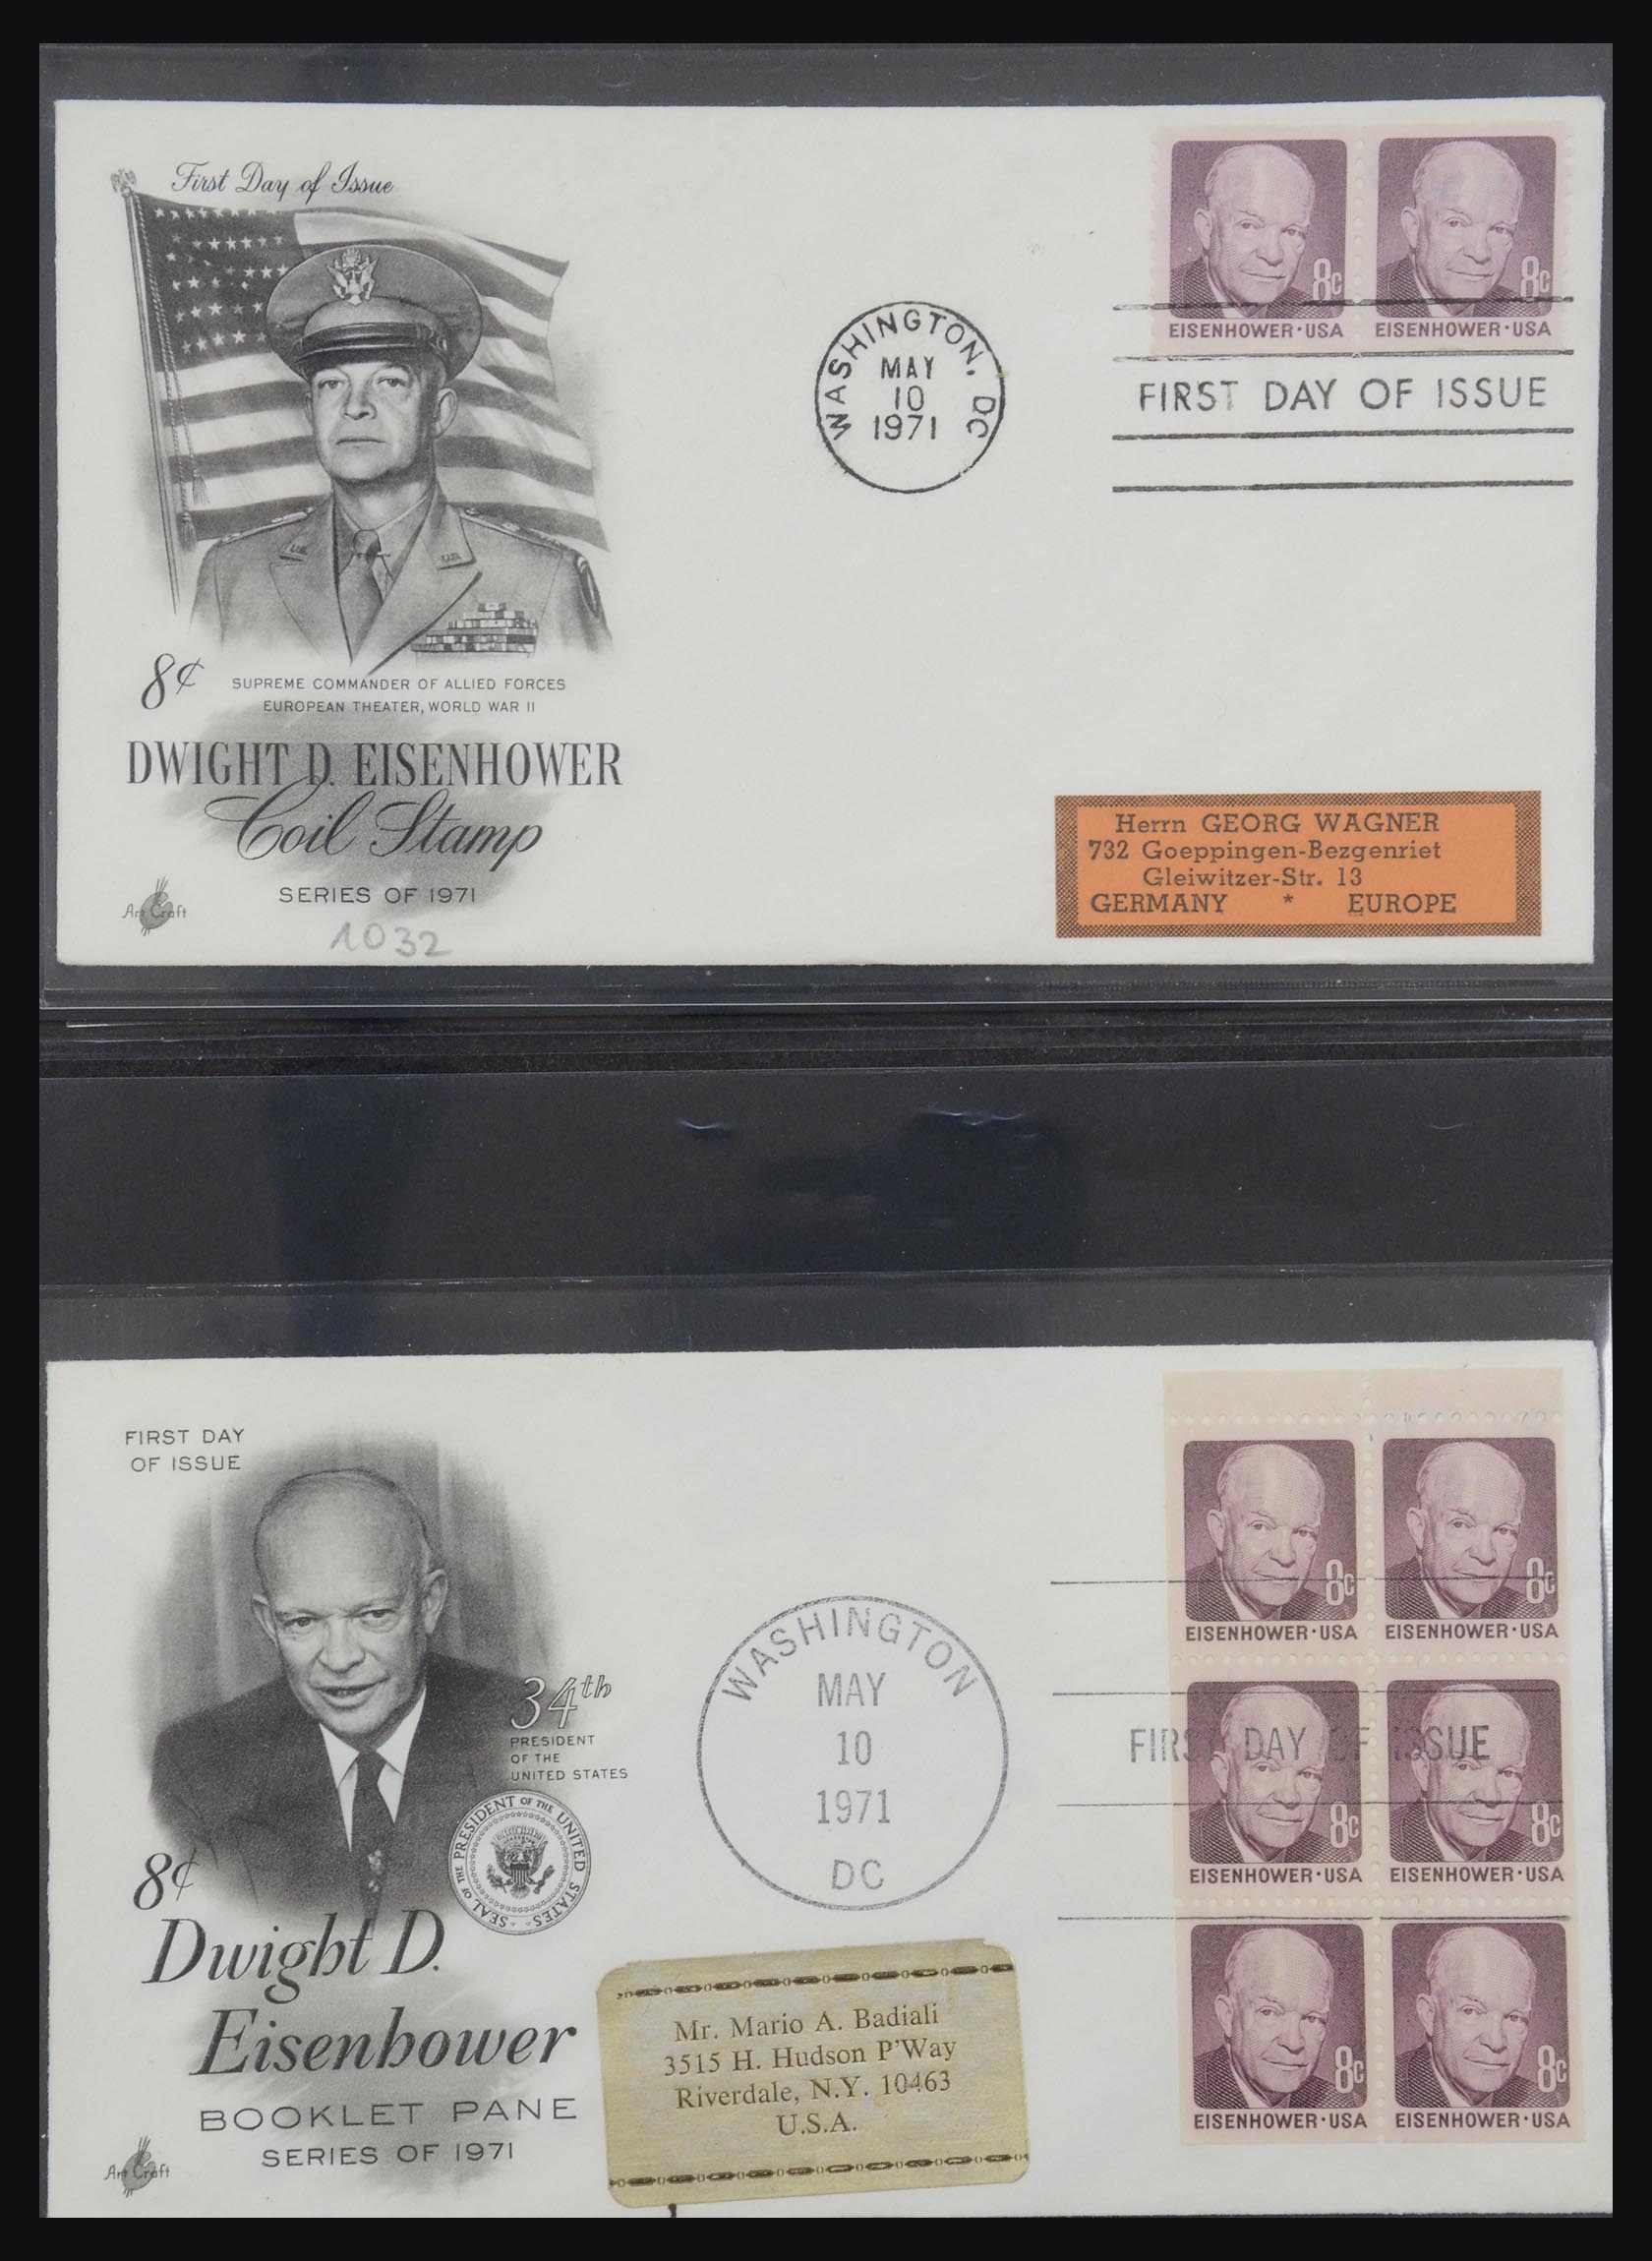 First Day of Issue
8¢
SUPREME COMMANDER OF ALLIED FORCES
EUROPEAN THEATER, WORLD WAR II
DWIGHT D. EISENHOWER
Coil Stamp
SERIES OF 1971
Art Craft
1032
WASHINGTON, DC
MAY
10
1971
8c 8c
EISENHOWER·USA EISENHOWER·USA
FIRST DAY OF ISSUE
Herrn GEORG WAGNER
732 Goeppingen-Bezgenriet
Gleiwitzer-Str. 13
GERMANY * EUROPE
FIRST DAY
OF ISSUE
34th
PRESIDENT
OF THE
UNITED STATES
SEAL OF THE PRESIDENT OF THE UNITED STATES
8¢
Dwight D.
Eisenhower
BOOKLET PANE
SERIES OF 1971
Art Craft
WASHINGTON
MAY
10
1971
DC
Mr. Mario A. Badiali
3515 H. Hudson P'Way
Riverdale, N.Y. 10463
U.S.A.
8c 8c
EISENHOWER·USA EISENHOWER·USA
FIRST DAY OF ISSUE
8c 8c
EISENHOWER·USA EISENHOWER·USA
8c 8c
EISENHOWER·USA EISENHOWER·USA